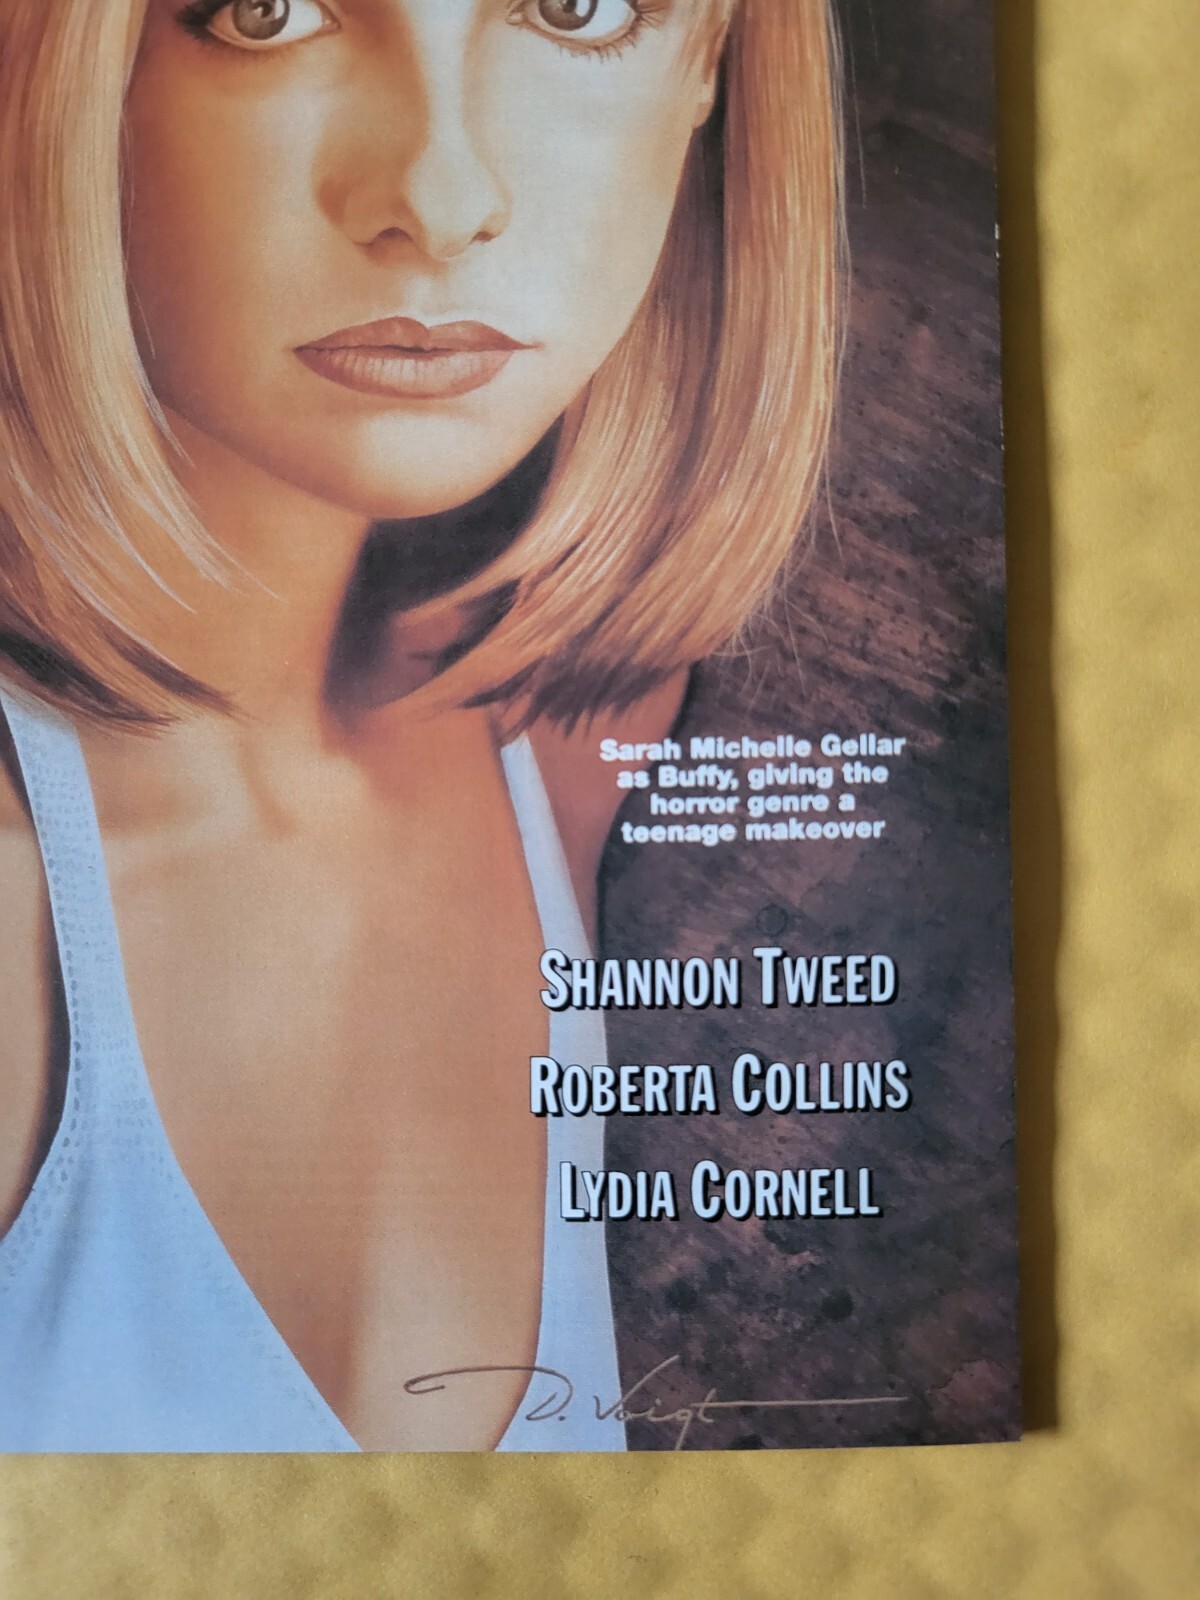 Sarah Michelle Gellar
as Buffy, giving the
horror genre a
teenage makeover
SHANNON TWEED
ROBERTA COLLINS
LYDIA CORNELL
D. Voigt